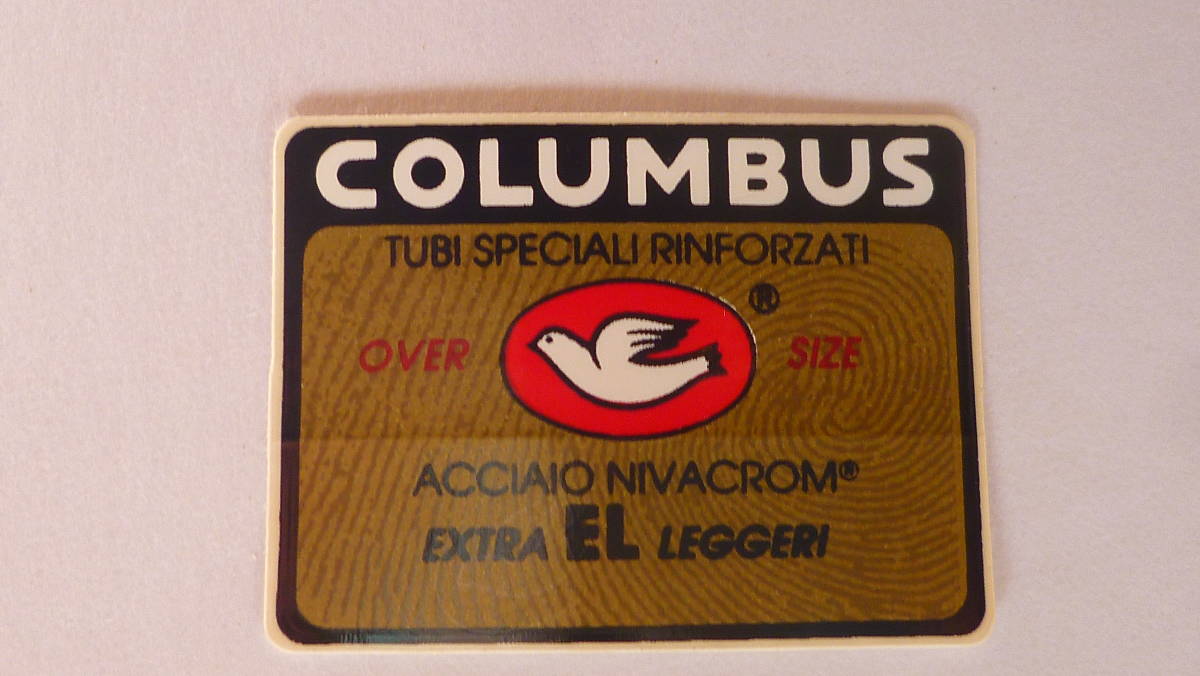 COLUMBUS
TUBI SPECIALI RINFORZATI
®
OVER SIZE
ACCIAIO NIVACROM®
EXTRA EL LEGGERI